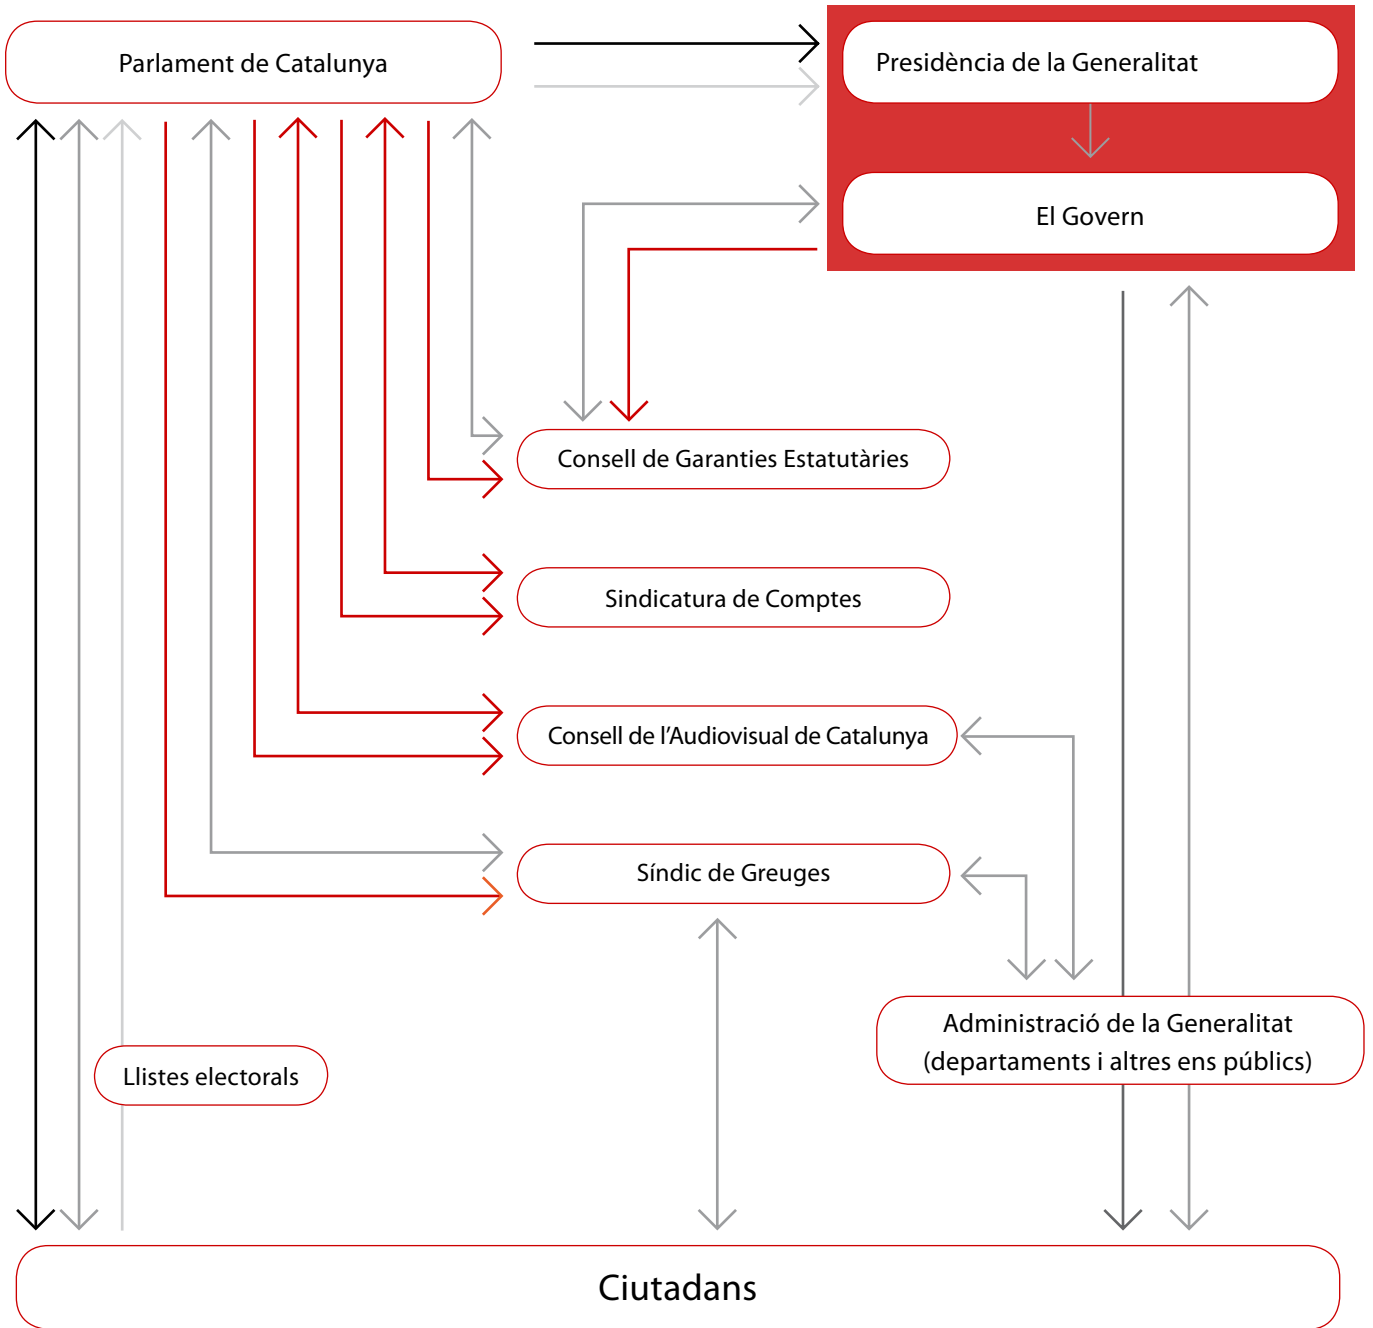 Parlament de Catalunya
Presidència de la Generalitat
El Govern
Consell de Garanties Estatutàries
Sindicatura de Comptes
Consell de l'Audiovisual de Catalunya
Síndic de Greuges
Administració de la Generalitat
(departaments i altres ens públics)
Llistes electorals
Ciutadans